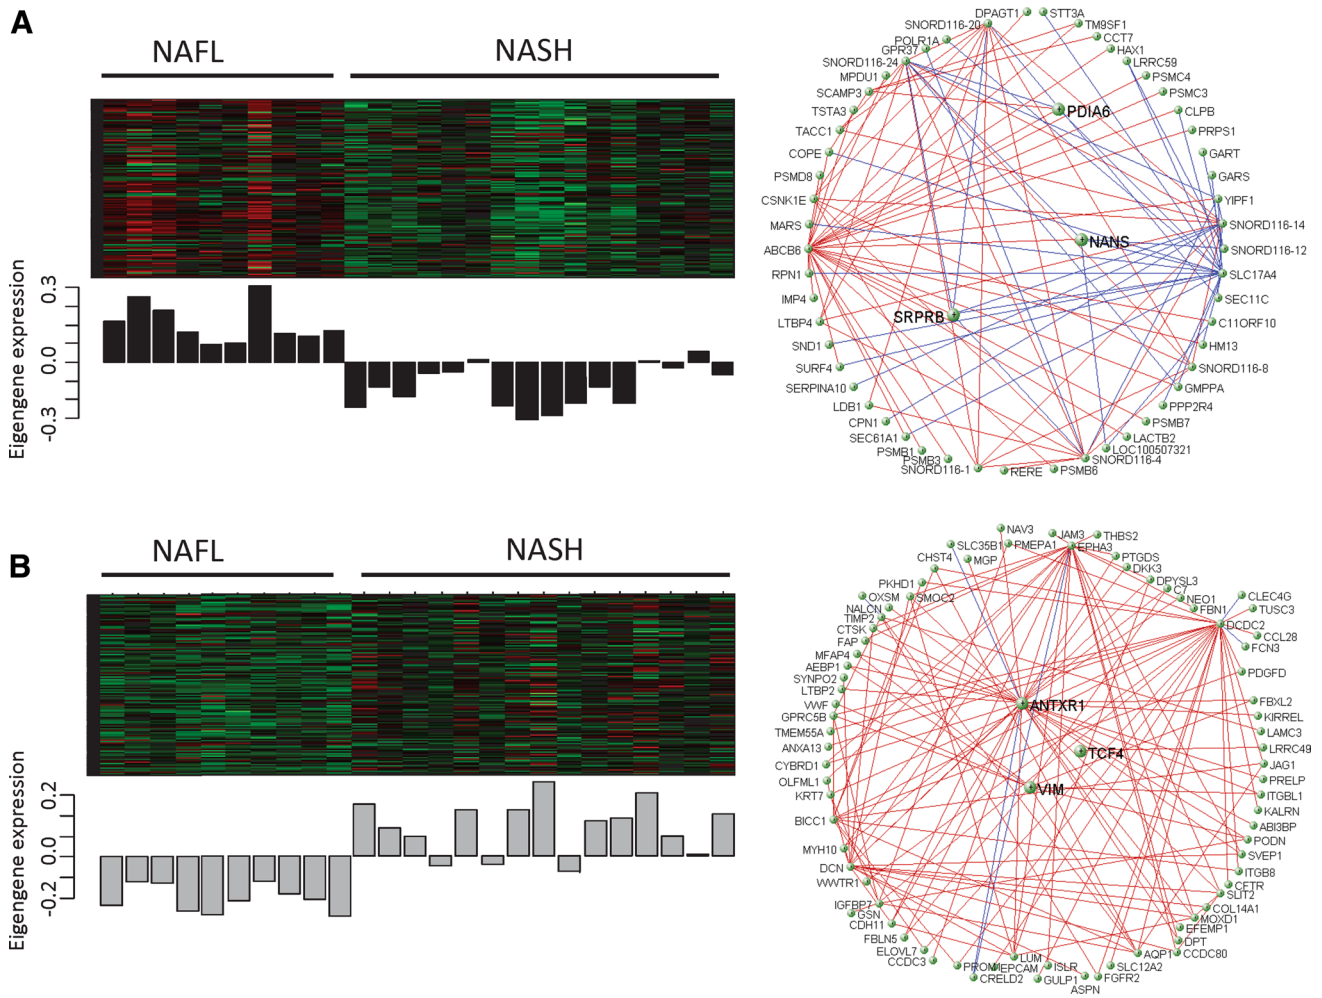 A
NAFL
NASH
Eigengene expression
0.3
0.0
-0.3
DPAGT1
STT3A
SNORD116-20
TM9SF1
POLR1A
CCT7
GPR37
HAX1
SNORD116-24
LRRC59
MPDU1
PSMC4
SCAMP3
PSMC3
TSTA3
PDIA6
CLPB
TACC1
PRPS1
COPE
GART
PSMD8
GARS
CSNK1E
YIPF1
MARS
SNORD116-14
ABCB6
NANS
SNORD116-12
RPN1
SLC17A4
IMP4
SEC11C
LTBP4
SRPRB
C11ORF10
SND1
HM13
SURF4
SNORD116-8
SERPINA10
GMPPA
LDB1
PPP2R4
CPN1
PSMB7
SEC61A1
LACTB2
PSMB1
LOC100507321
PSMB3
SNORD116-4
SNORD116-1
RERE
PSMB6
B
NAFL
NASH
Eigengene expression
0.2
0.0
-0.2
NAV3
JAM3
THBS2
SLC35B1
PMEPA1
EPHA3
CHST4
MGP
PTGDS
DKK3
PKHD1
DPYSL3
OXSM
SMOC2
C7
CLEC4G
NALCN
NEO1
TIMP2
FBN1
TUSC3
CTSK
DCDC2
FAP
CCL28
MFAP4
FCN3
AEBP1
PDGFD
SYNPO2
LTBP2
VWF
ANTXR1
FBXL2
GPRC5B
KIRREL
TMEM55A
LAMC3
ANXA13
TCF4
LRRC49
CYBRD1
JAG1
OLFML1
VIM
PRELP
KRT7
ITGBL1
BICC1
KALRN
ABI3BP
MYH10
PODN
DCN
SVEP1
WWTR1
ITGB8
IGFBP7
CFTR
GSN
SLIT2
CDH11
COL14A1
FBLN5
MOXD1
ELOVL7
EFEMP1
CCDC3
DPT
PROM1
EPCAM
LUM
ISLR
AQP1
CCDC80
CRELD2
GULP1
SLC12A2
ASPN
FGFR2